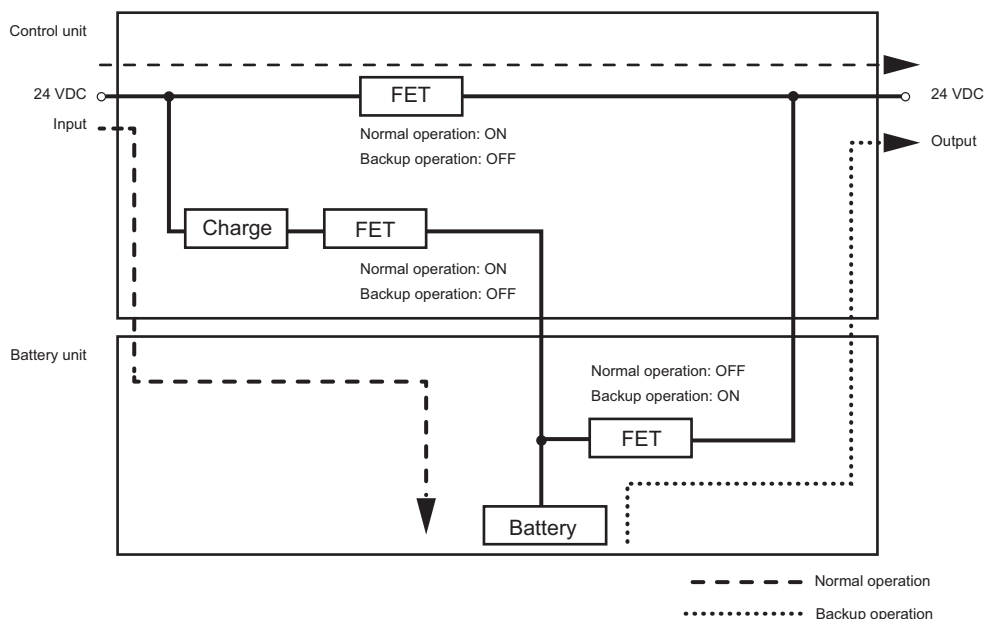 Control unit
24 VDC
FET
24 VDC
Input
Normal operation: ON
Backup operation: OFF
Output
Charge
FET
Normal operation: ON
Backup operation: OFF
Battery unit
Normal operation: OFF
Backup operation: ON
FET
Battery
Normal operation
Backup operation